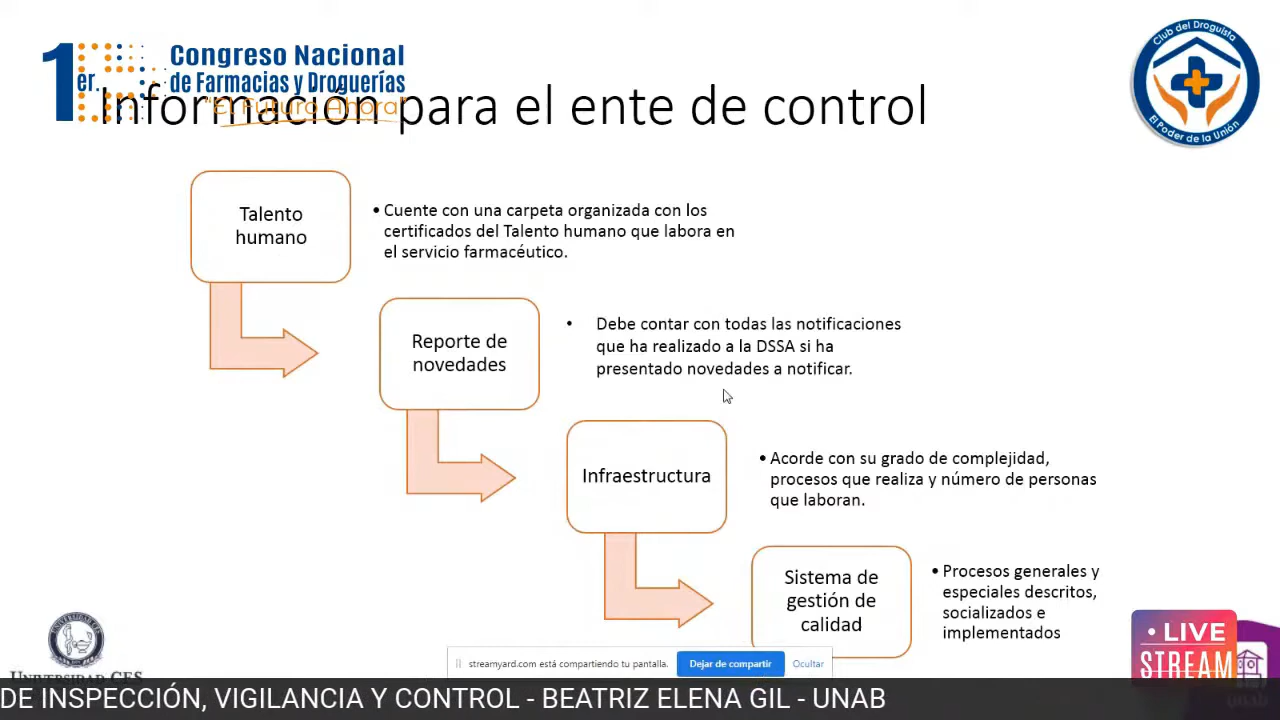 1er
Congreso Nacional
de Farmacias y Droguerías
"El Futuro Ahora"
Información para el ente de control
Club del Droguista
El Poder de la Unión
Talento
humano
• Cuente con una carpeta organizada con los
certificados del Talento humano que labora en
el servicio farmacéutico.
Reporte de
novedades
• Debe contar con todas las notificaciones
que ha realizado a la DSSA si ha
presentado novedades a notificar.
Infraestructura
• Acorde con su grado de complejidad,
procesos que realiza y número de personas
que laboran.
Sistema de
gestión de
calidad
• Procesos generales y
especiales descritos,
socializados e
implementados
UNIVERSIDAD CES
streamyard.com está compartiendo tu pantalla.
Dejar de compartir
Ocultar
• LIVE
STREAM
unab
DE INSPECCIÓN, VIGILANCIA Y CONTROL - BEATRIZ ELENA GIL - UNAB